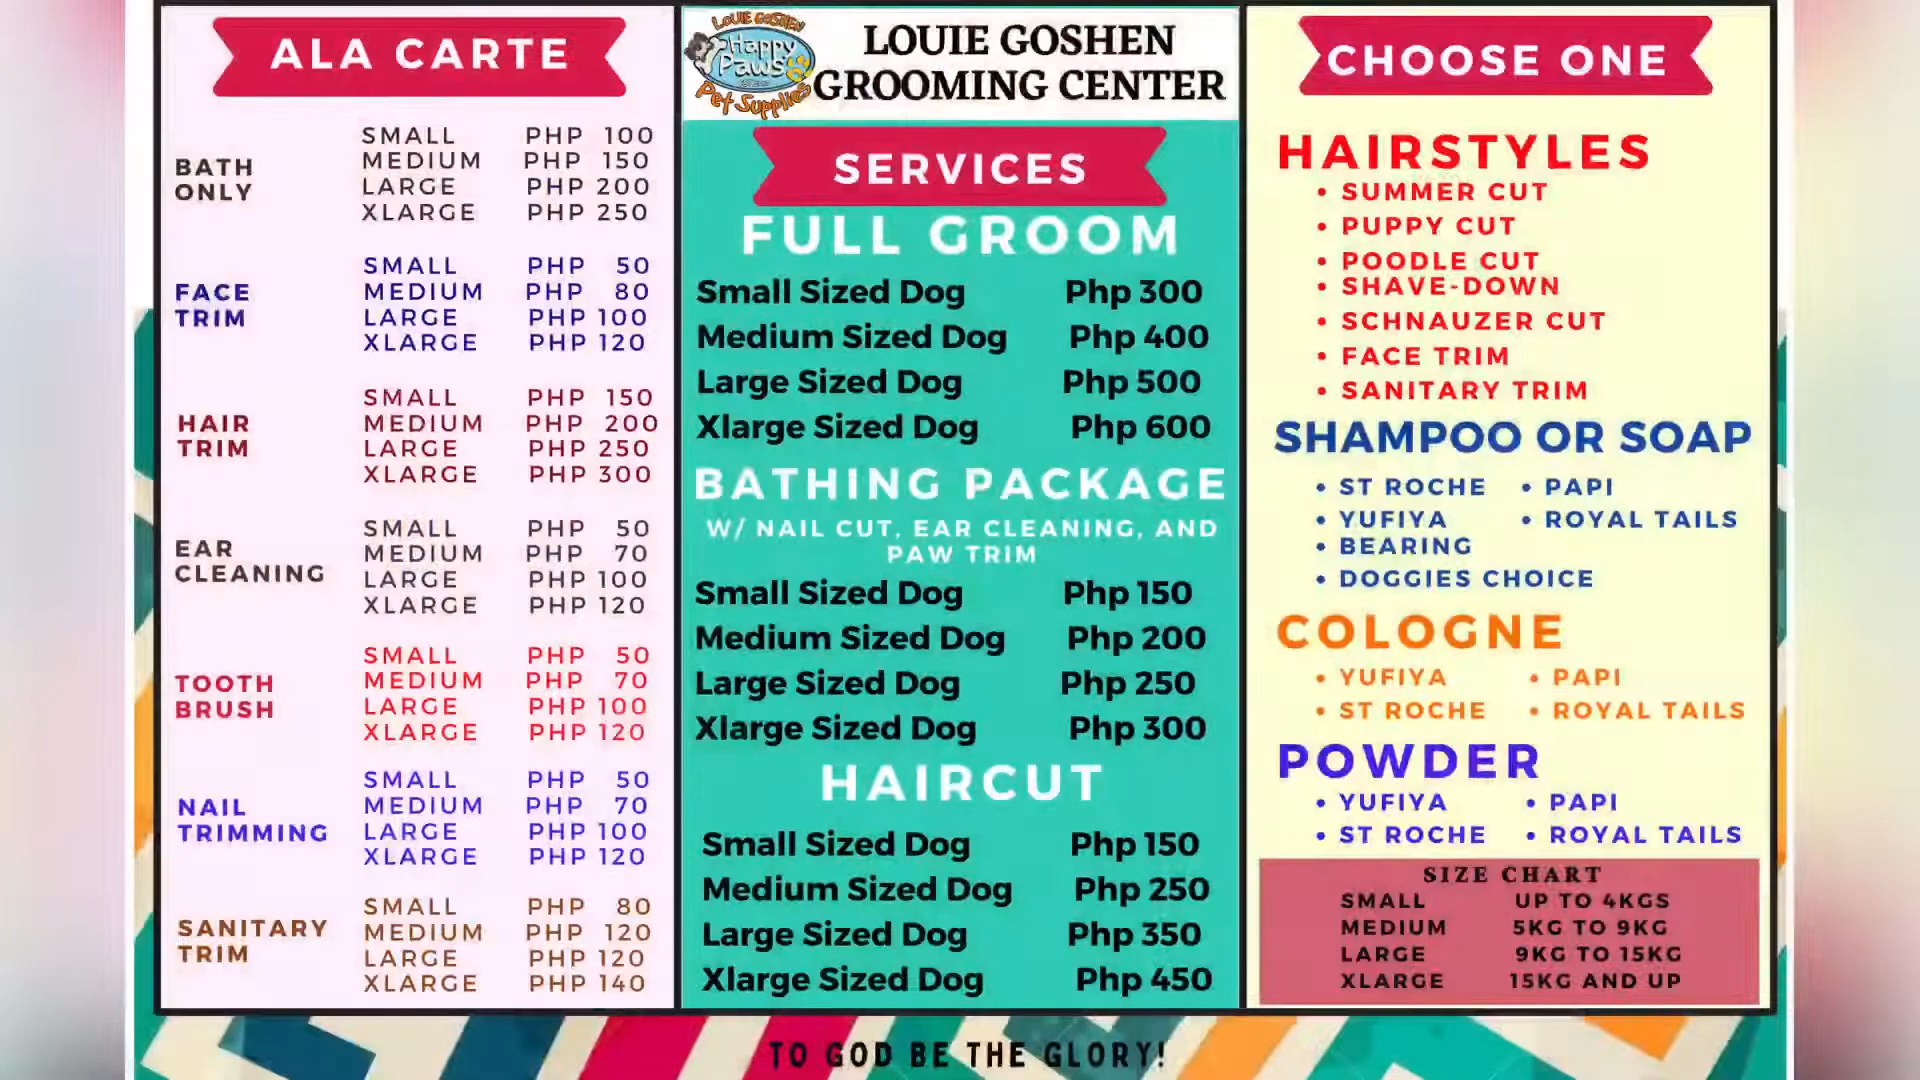 ALA CARTE
BATH ONLY
SMALL PHP 100
MEDIUM PHP 150
LARGE PHP 200
XLARGE PHP 250
FACE TRIM
SMALL PHP 50
MEDIUM PHP 80
LARGE PHP 100
XLARGE PHP 120
HAIR TRIM
SMALL PHP 150
MEDIUM PHP 200
LARGE PHP 250
XLARGE PHP 300
EAR CLEANING
SMALL PHP 50
MEDIUM PHP 70
LARGE PHP 100
XLARGE PHP 120
TOOTH BRUSH
SMALL PHP 50
MEDIUM PHP 70
LARGE PHP 100
XLARGE PHP 120
NAIL TRIMMING
SMALL PHP 50
MEDIUM PHP 70
LARGE PHP 100
XLARGE PHP 120
SANITARY TRIM
SMALL PHP 80
MEDIUM PHP 120
LARGE PHP 120
XLARGE PHP 140
LOUIE GOSHEN
Happy
Paws
Pet Supplies
LOUIE GOSHEN
GROOMING CENTER
SERVICES
FULL GROOM
Small Sized Dog Php 300
Medium Sized Dog Php 400
Large Sized Dog Php 500
Xlarge Sized Dog Php 600
BATHING PACKAGE
W/ NAIL CUT, EAR CLEANING, AND
PAW TRIM
Small Sized Dog Php 150
Medium Sized Dog Php 200
Large Sized Dog Php 250
Xlarge Sized Dog Php 300
HAIRCUT
Small Sized Dog Php 150
Medium Sized Dog Php 250
Large Sized Dog Php 350
Xlarge Sized Dog Php 450
CHOOSE ONE
HAIRSTYLES
• SUMMER CUT
• PUPPY CUT
• POODLE CUT
• SHAVE-DOWN
• SCHNAUZER CUT
• FACE TRIM
• SANITARY TRIM
SHAMPOO OR SOAP
• ST ROCHE • PAPI
• YUFIYA • ROYAL TAILS
• BEARING
• DOGGIES CHOICE
COLOGNE
• YUFIYA • PAPI
• ST ROCHE • ROYAL TAILS
POWDER
• YUFIYA • PAPI
• ST ROCHE • ROYAL TAILS
SIZE CHART
SMALL UP TO 4KGS
MEDIUM 5KG TO 9KG
LARGE 9KG TO 15KG
XLARGE 15KG AND UP
TO GOD BE THE GLORY!